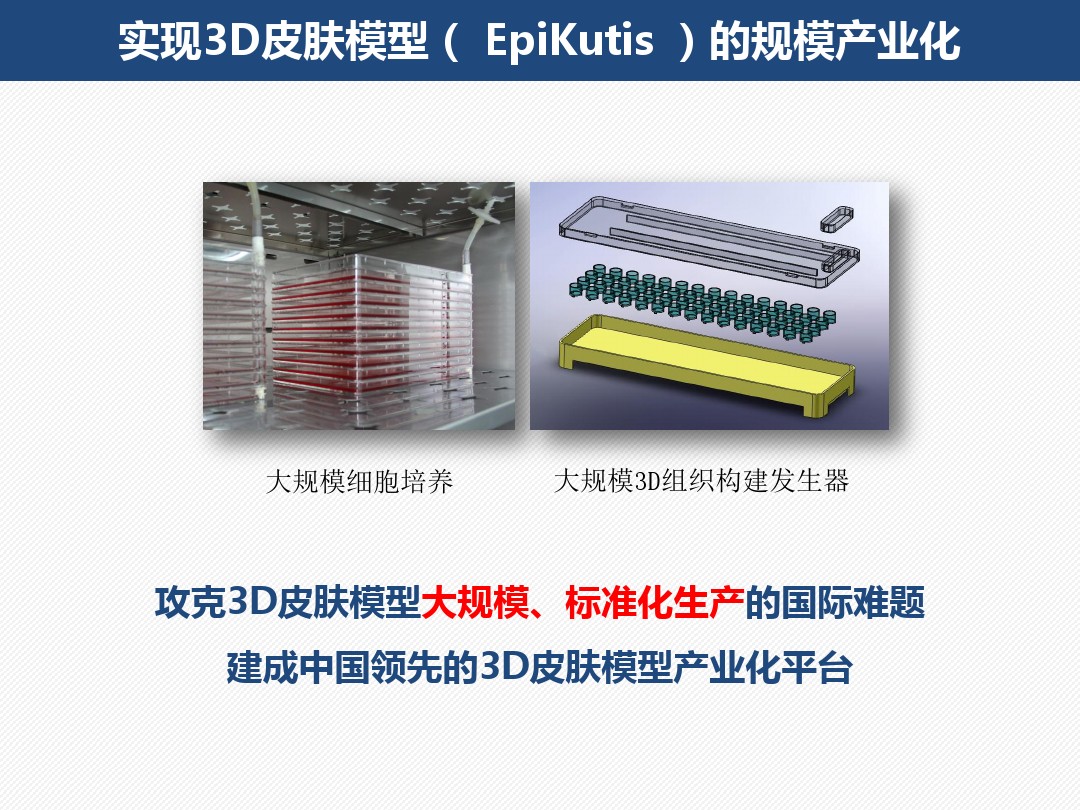 实现3D皮肤模型（ EpiKutis ）的规模产业化
大规模细胞培养
大规模3D组织构建发生器
攻克3D皮肤模型大规模、标准化生产的国际难题
建成中国领先的3D皮肤模型产业化平台